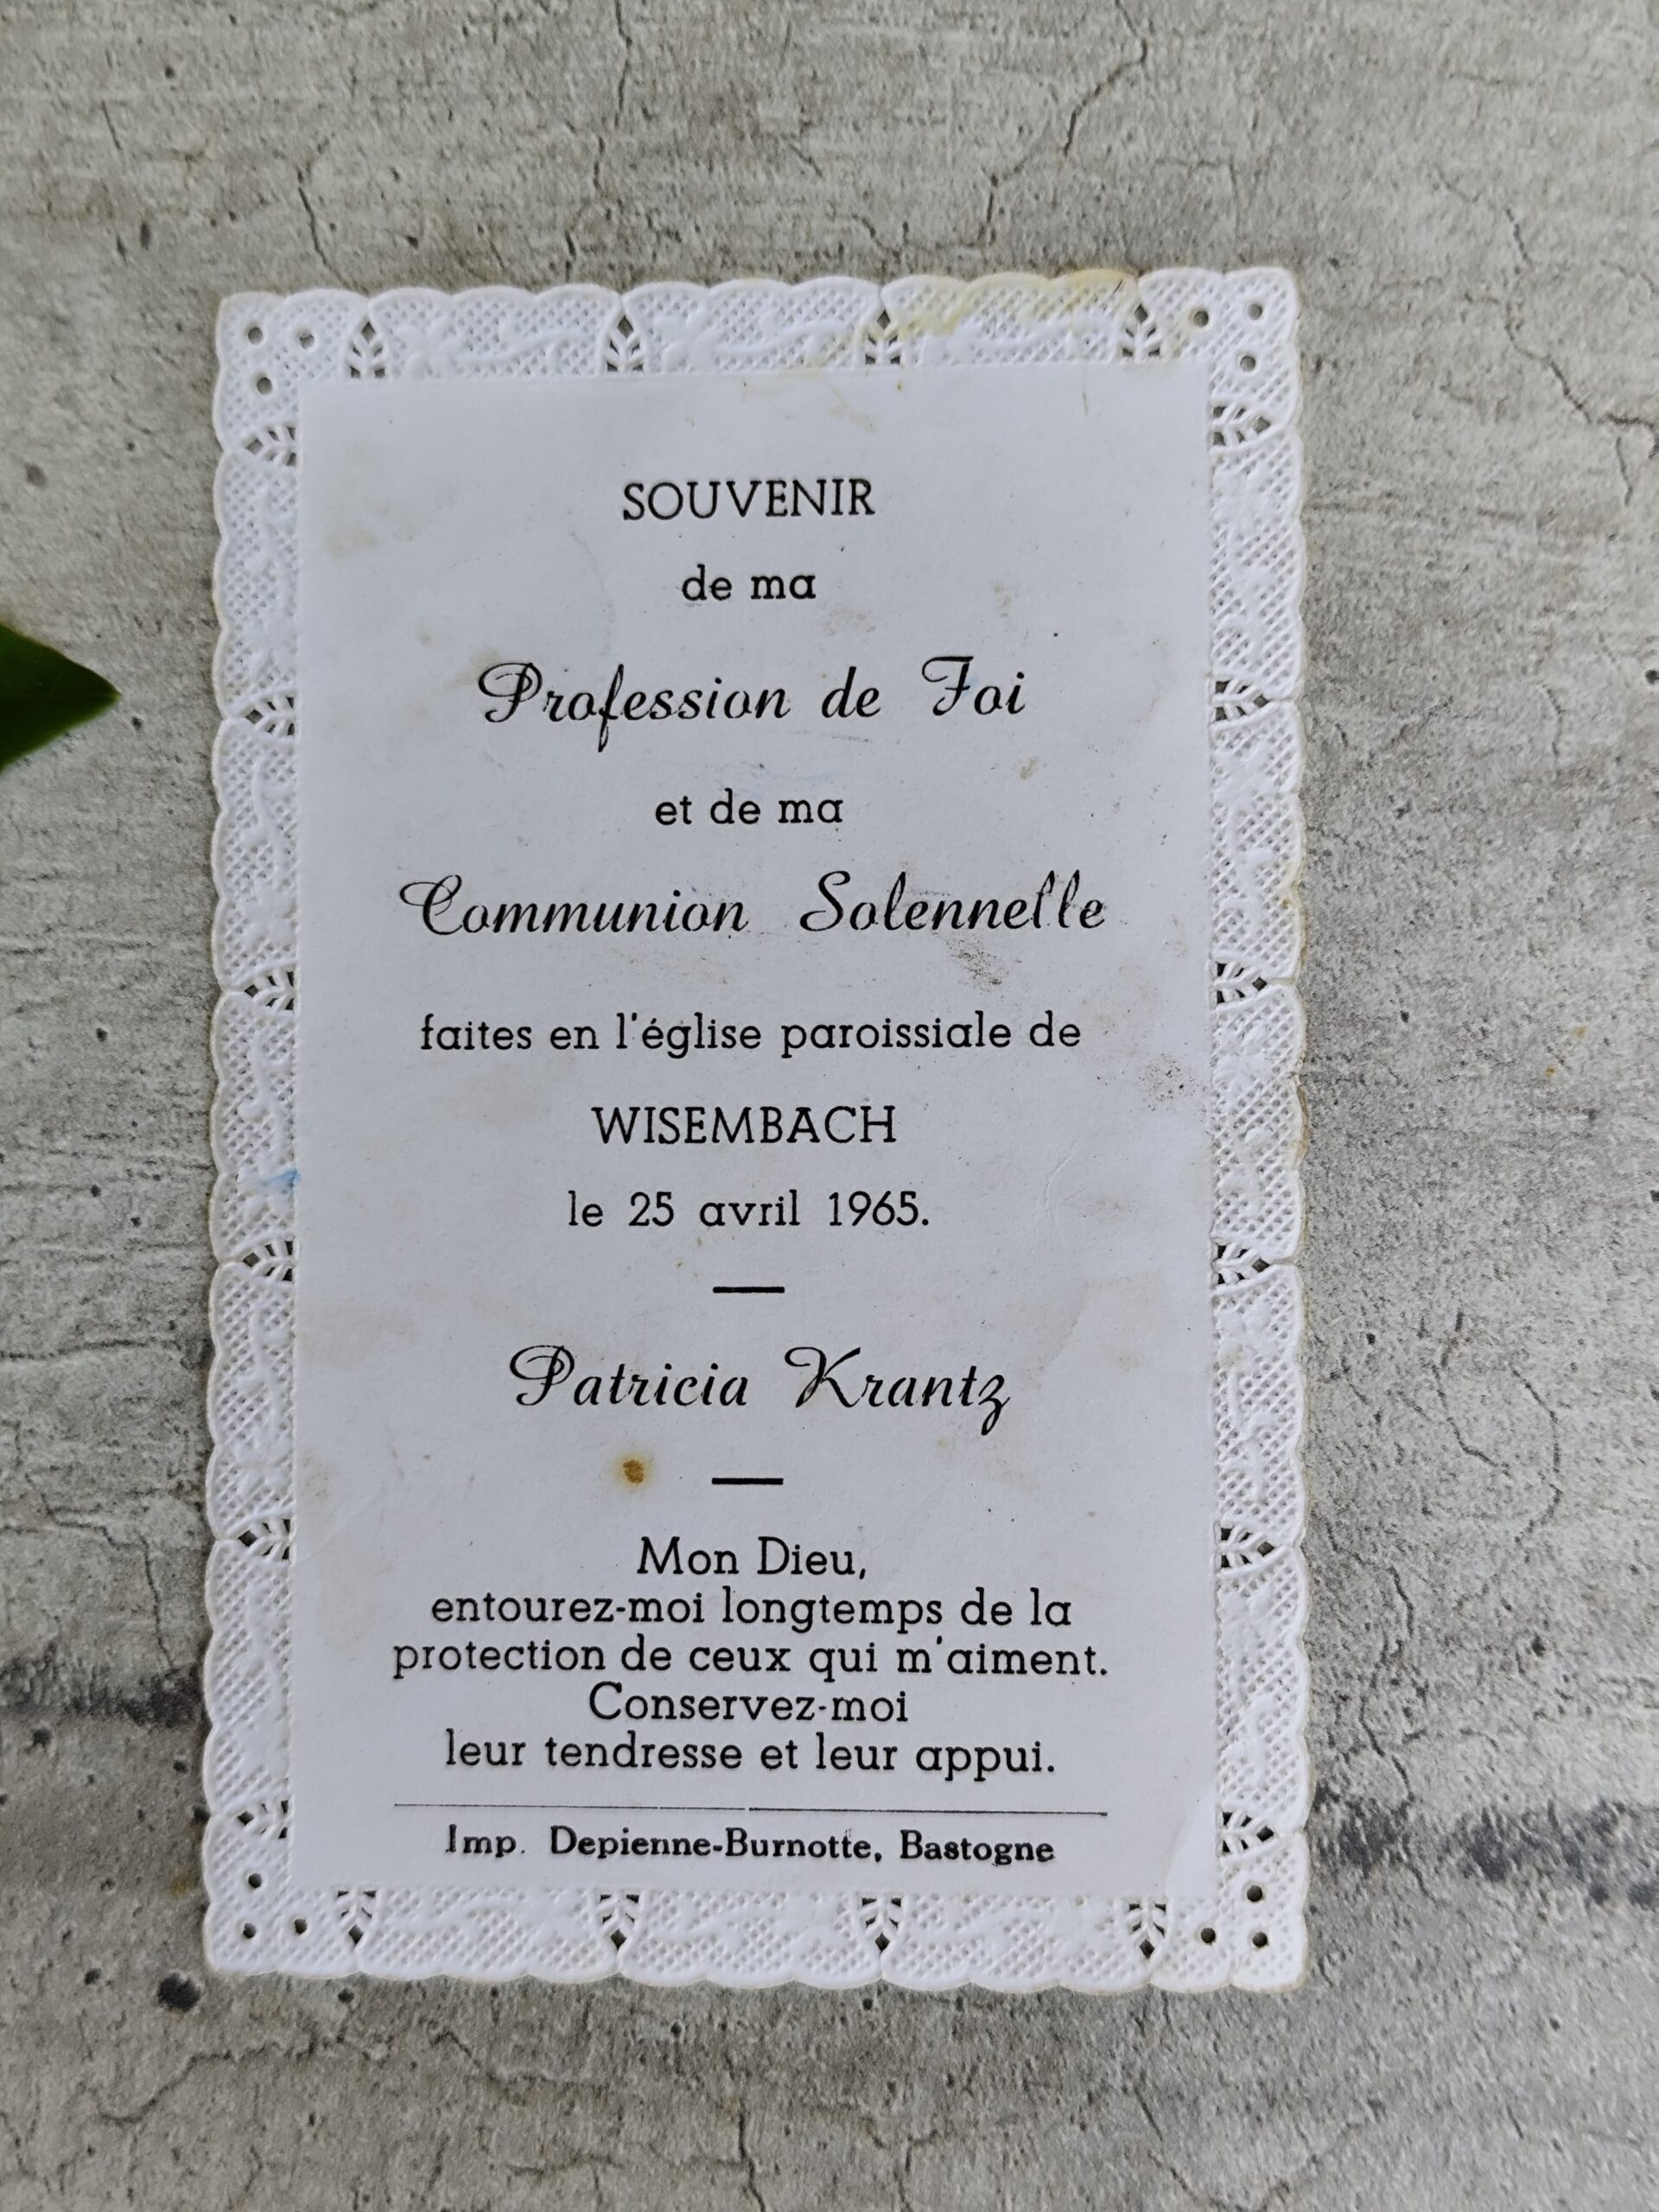 SOUVENIR
de ma
Profession de Foi
et de ma
Communion Solennelle
faites en l'église paroissiale de
WISEMBACH
le 25 avril 1965.
Patricia Krantz
Mon Dieu,
entourez-moi longtemps de la
protection de ceux qui m'aiment.
Conservez-moi
leur tendresse et leur appui.
Imp. Depienne-Burnotte, Bastogne